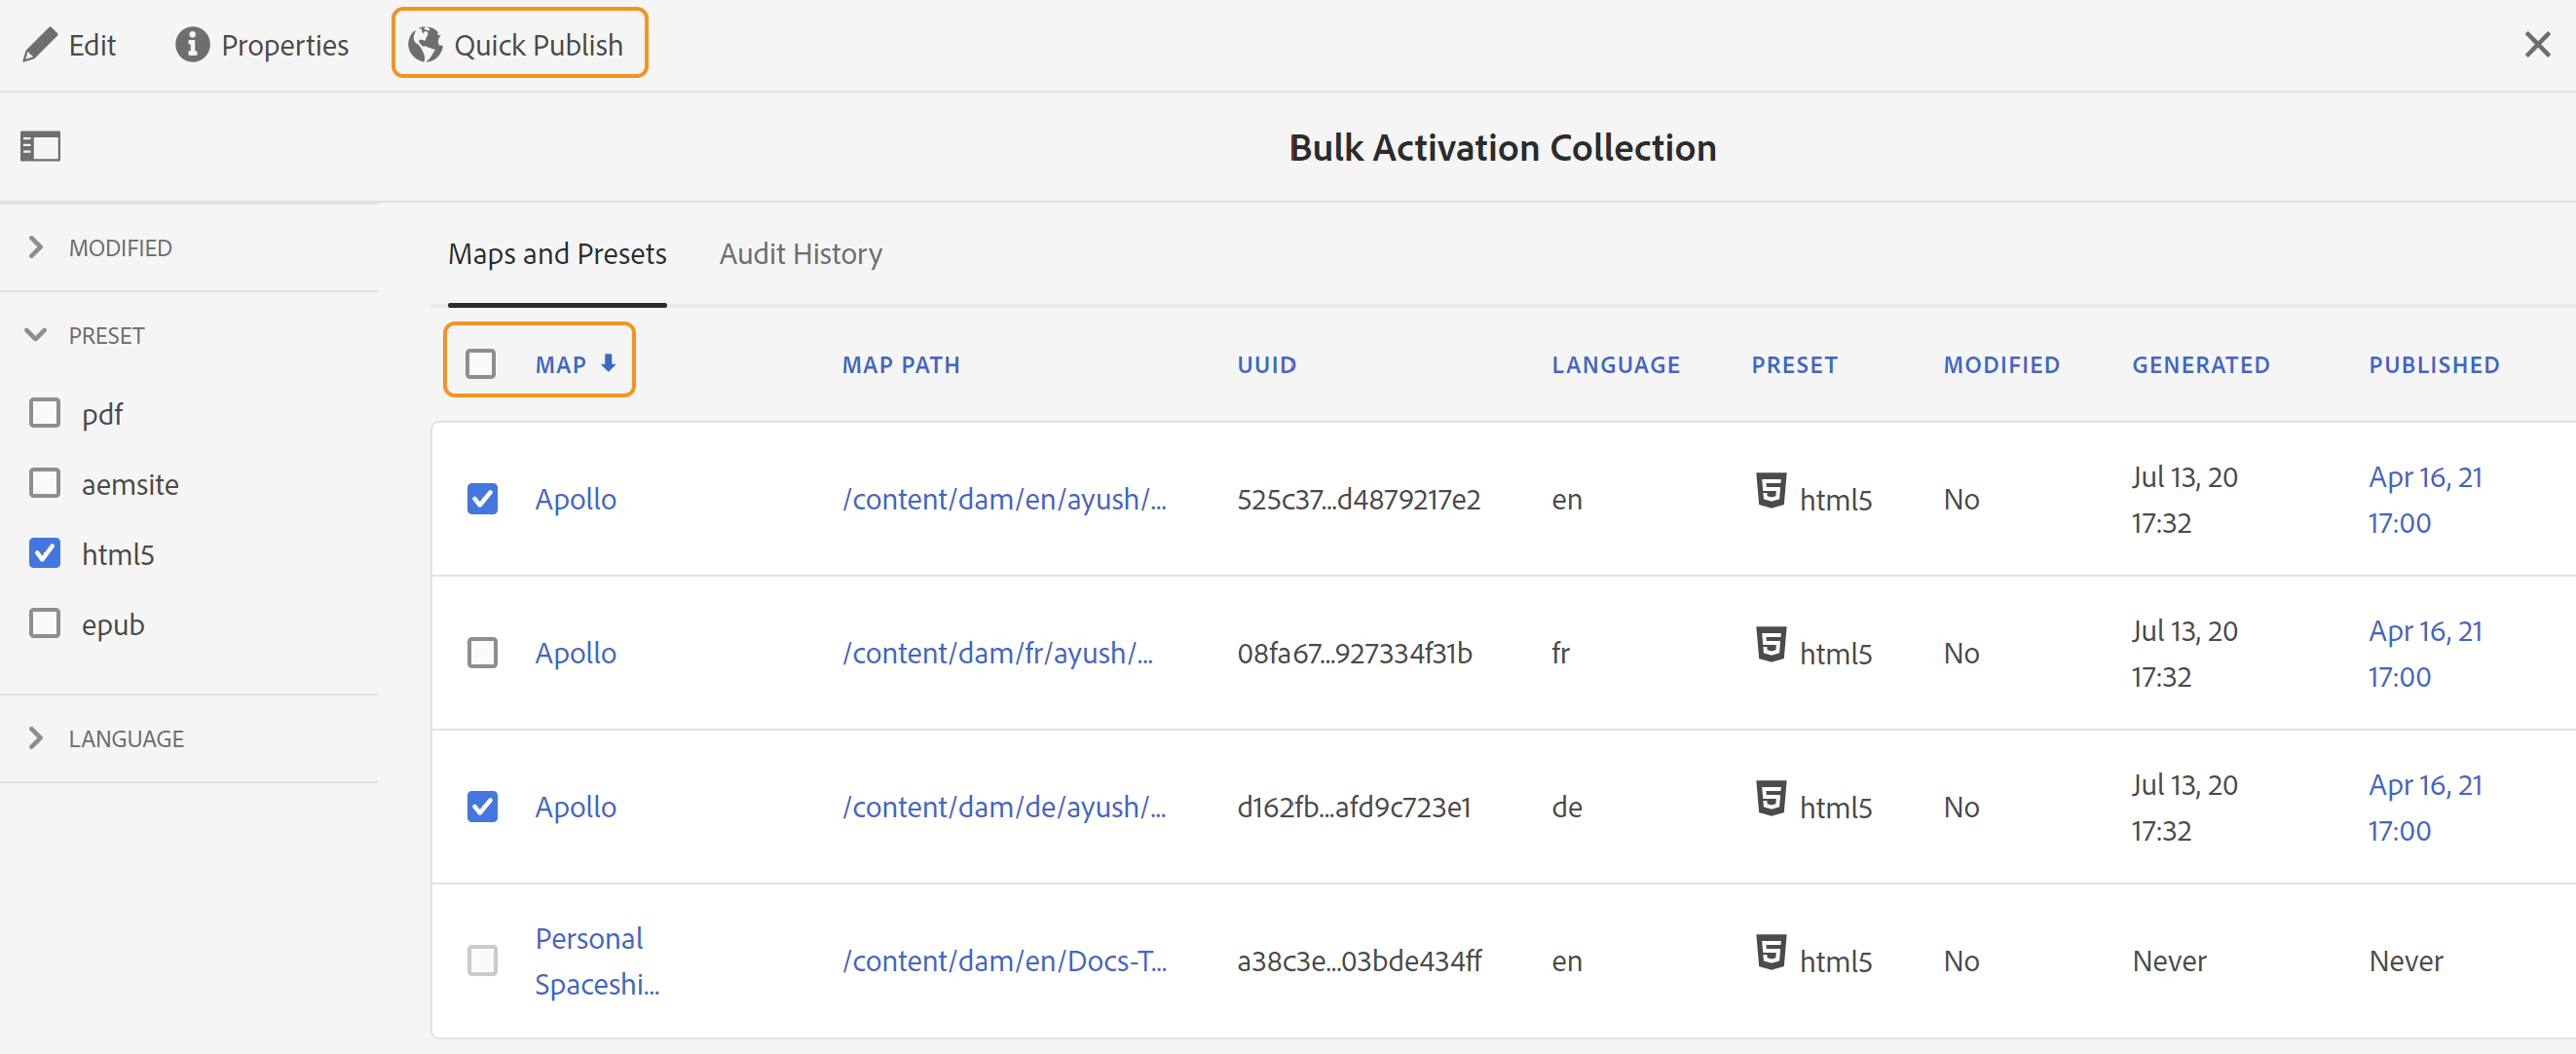 Edit Properties Quick Publish
Bulk Activation Collection
MODIFIED
PRESET
pdf
aemsite
html5
epub
LANGUAGE
Maps and Presets Audit History
MAP MAP PATH UUID LANGUAGE PRESET MODIFIED GENERATED PUBLISHED
Apollo /content/dam/en/ayush/... 525c37...d4879217e2 en html5 No Jul 13, 20 Apr 16, 21
17:32 17:00
Apollo /content/dam/fr/ayush/... 08fa67...927334f31b fr html5 No Jul 13, 20 Apr 16, 21
17:32 17:00
Apollo /content/dam/de/ayush/... d162fb...afd9c723e1 de html5 No Jul 13, 20 Apr 16, 21
17:32 17:00
Personal
Spaceshi... /content/dam/en/Docs-T... a38c3e...03bde434ff en html5 No Never Never